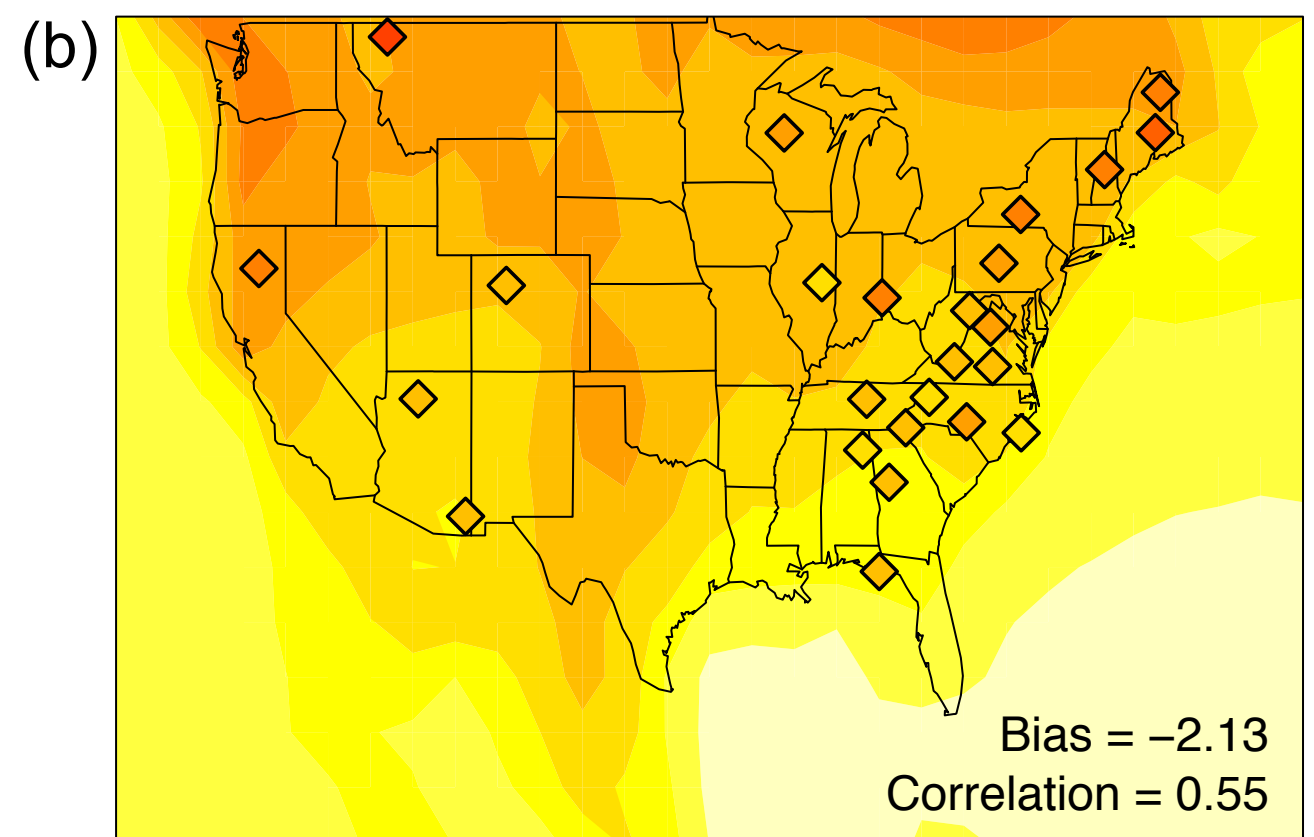 (b)
Bias = −2.13
Correlation = 0.55